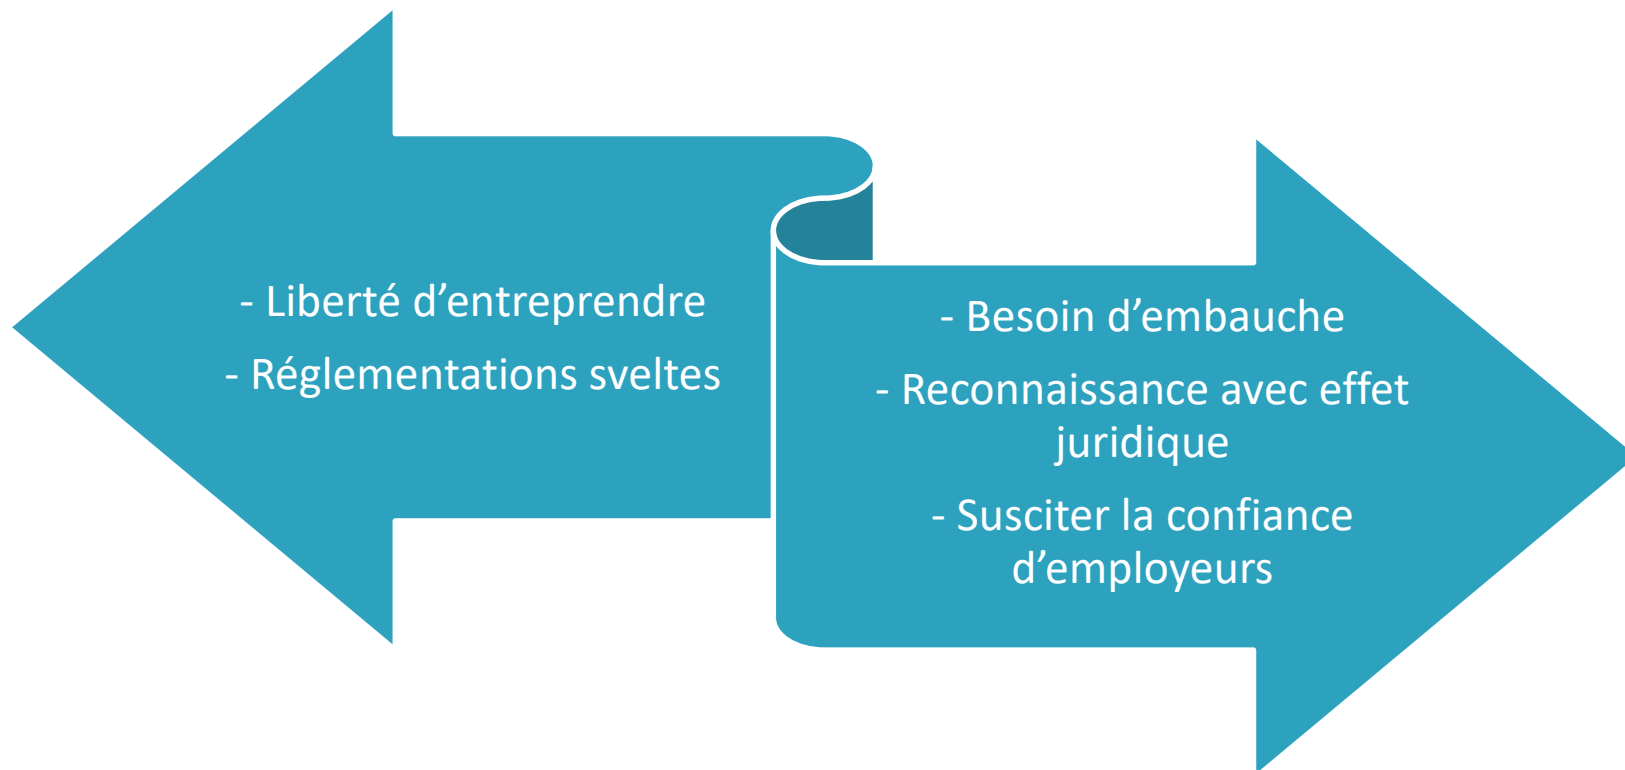 - Liberté d’entreprendre
- Réglementations sveltes
- Besoin d’embauche
- Reconnaissance avec effet
juridique
- Susciter la confiance
d’employeurs